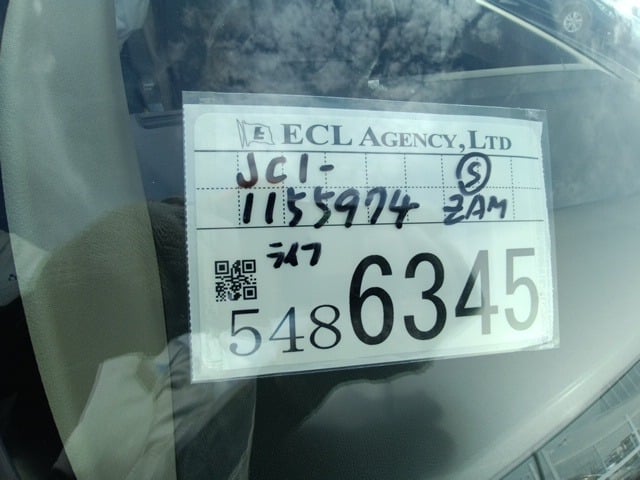 E ECL AGENCY, LTD
JC1- Ⓢ
1155974 ZAM
ライフ
5486345